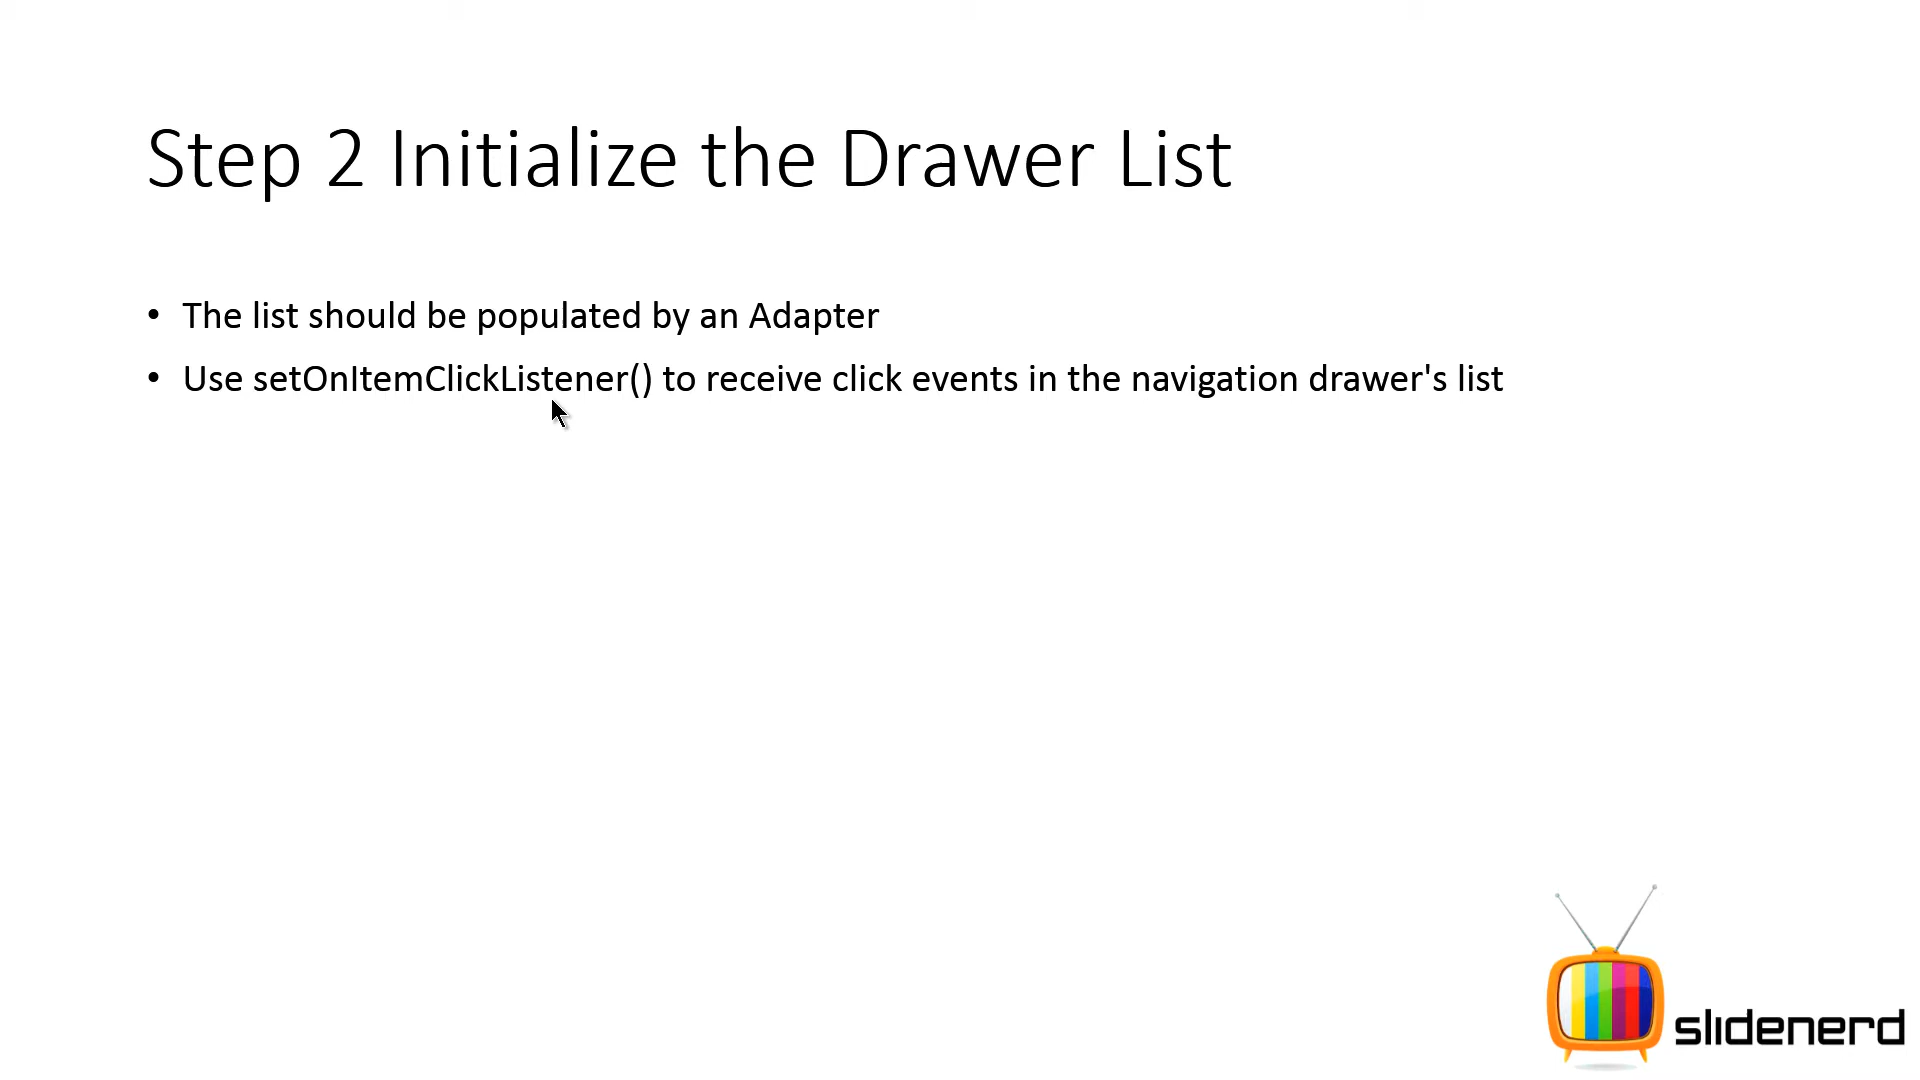 Step 2 Initialize the Drawer List
• The list should be populated by an Adapter
• Use setOnItemClickListener() to receive click events in the navigation drawer's list
slidenerd